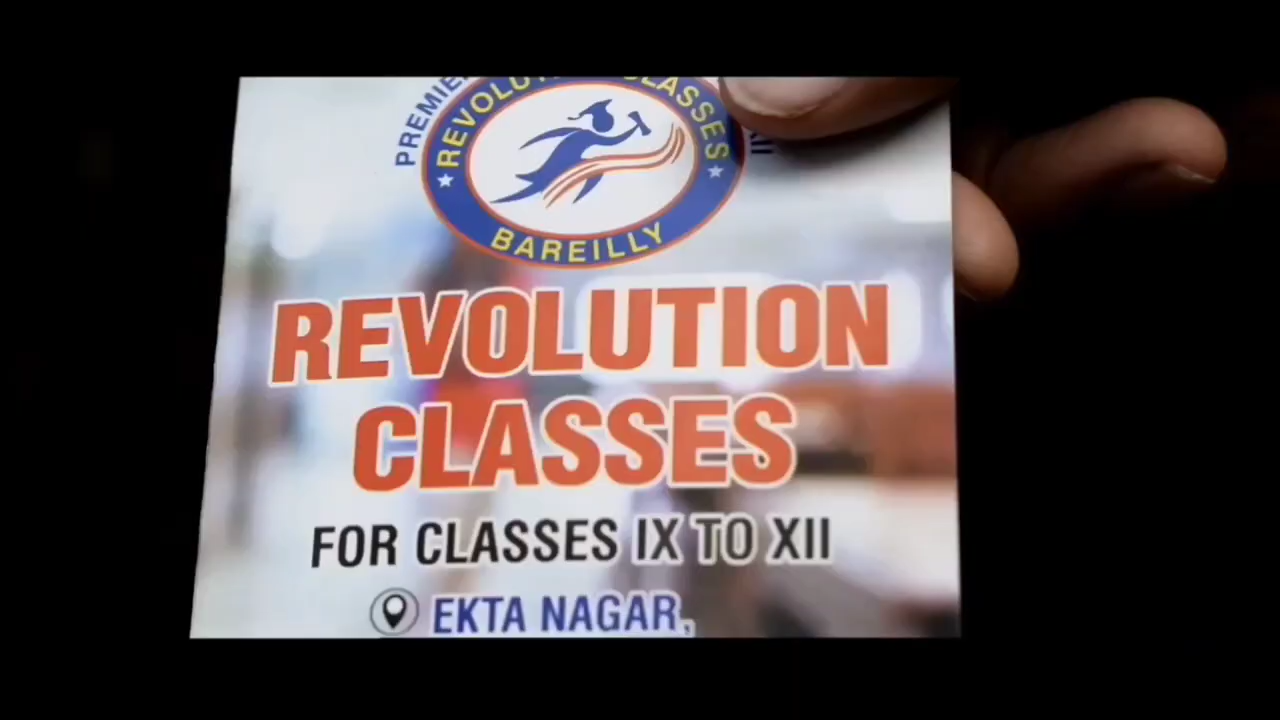 REVOLUTION CLASSES
BAREILLY
REVOLUTION
CLASSES
FOR CLASSES IX TO XII
EKTA NAGAR,